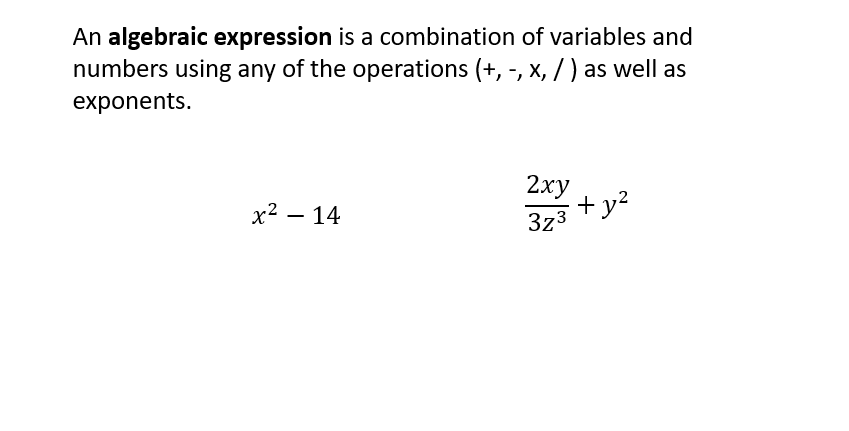 An algebraic expression is a combination of variables and
numbers using any of the operations (+, -, x, / ) as well as
exponents.
x² − 14
2xy
3z³ + y²